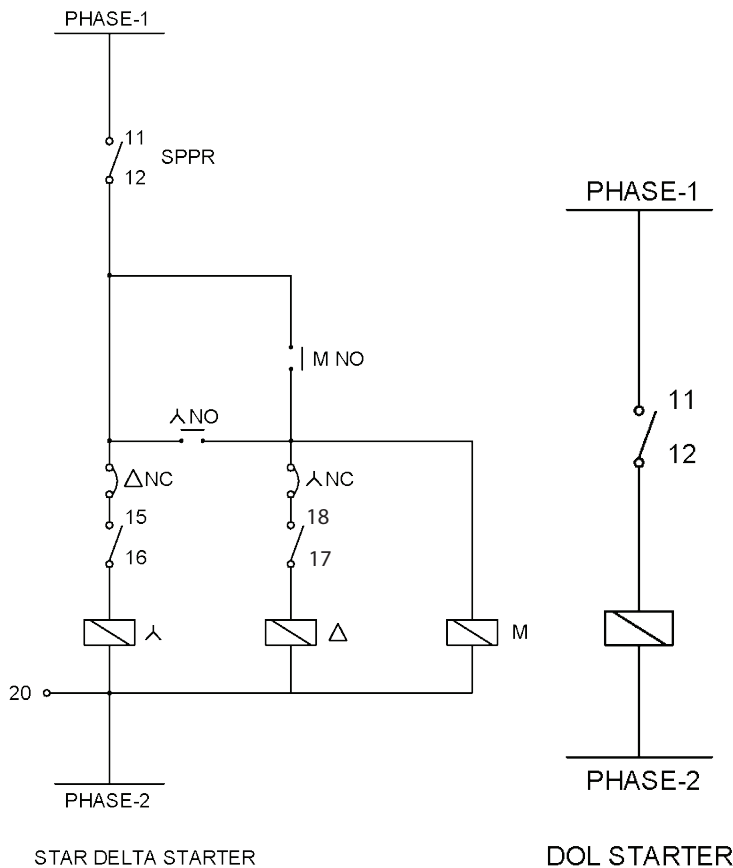 PHASE-1
11
SPPR
12
M NO
⅄ NO
△ NC
⅄ NC
15
18
16
17
⅄
△
M
20
PHASE-2
STAR DELTA STARTER
PHASE-1
11
12
PHASE-2
DOL STARTER